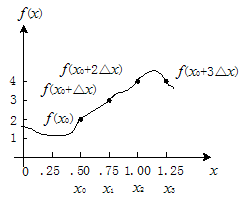 f(x)
f(x₀+2△x)
f(x₀+3△x)
4
f(x₀+△x)
3
f(x₀)
2
1
0 .25 .50 .75 1.00 1.25 x
x₀ x₁ x₂ x₃